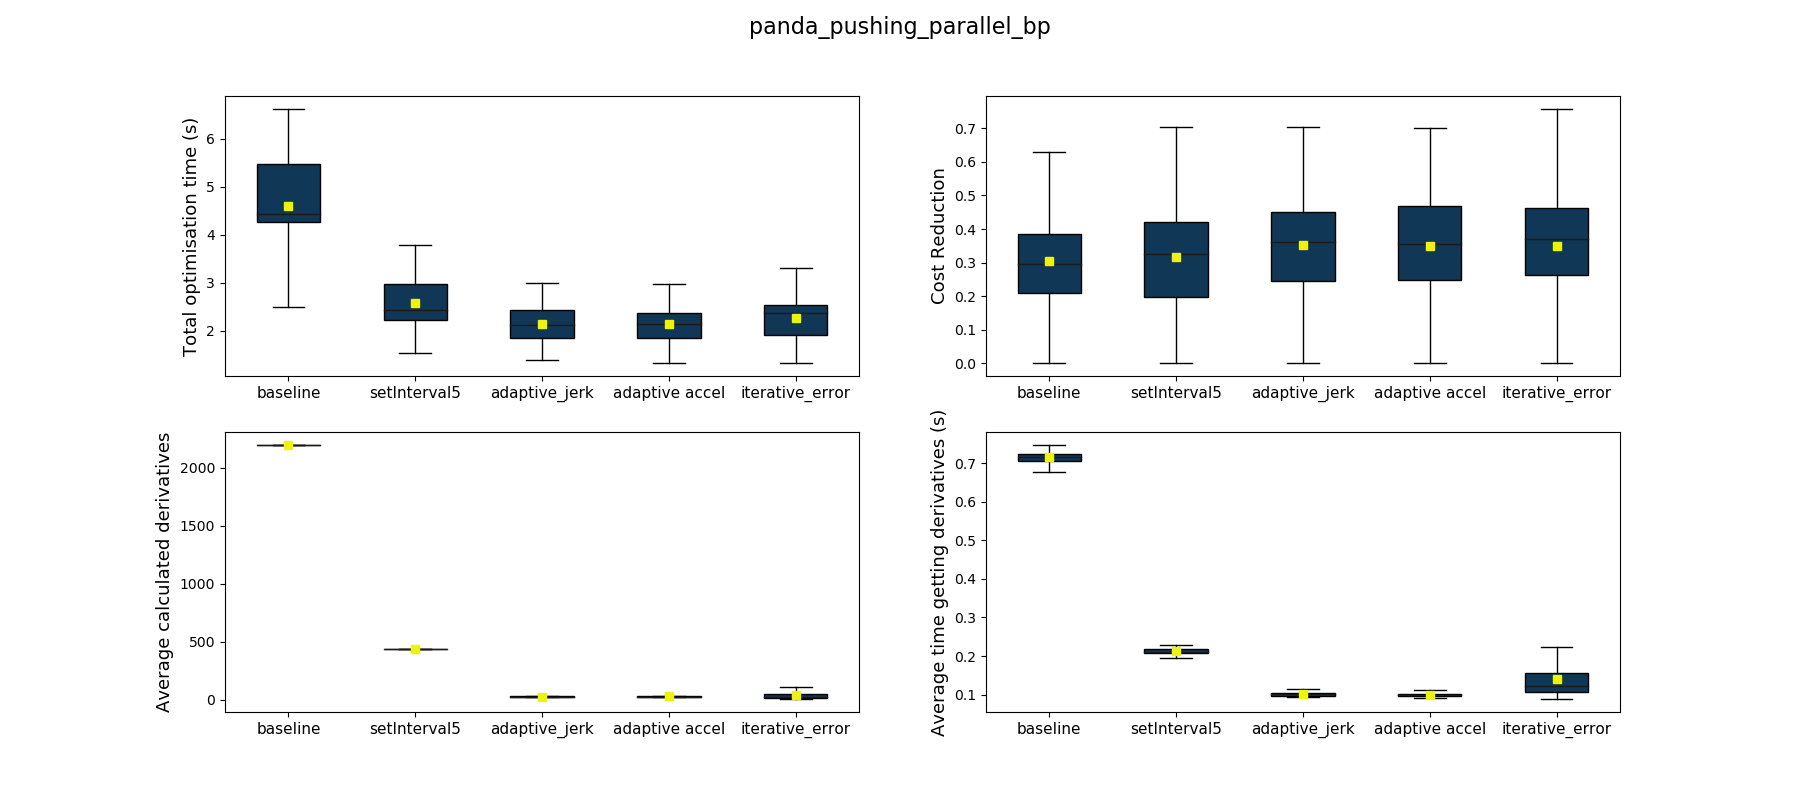 panda_pushing_parallel_bp
Total optimisation time (s)
6
5
4
3
2
baseline setInterval5 adaptive_jerk adaptive accel iterative_error
Cost Reduction
0.7
0.6
0.5
0.4
0.3
0.2
0.1
0.0
baseline setInterval5 adaptive_jerk adaptive accel iterative_error
Average calculated derivatives
2000
1500
1000
500
0
baseline setInterval5 adaptive_jerk adaptive accel iterative_error
Average time getting derivatives (s)
0.7
0.6
0.5
0.4
0.3
0.2
0.1
baseline setInterval5 adaptive_jerk adaptive accel iterative_error